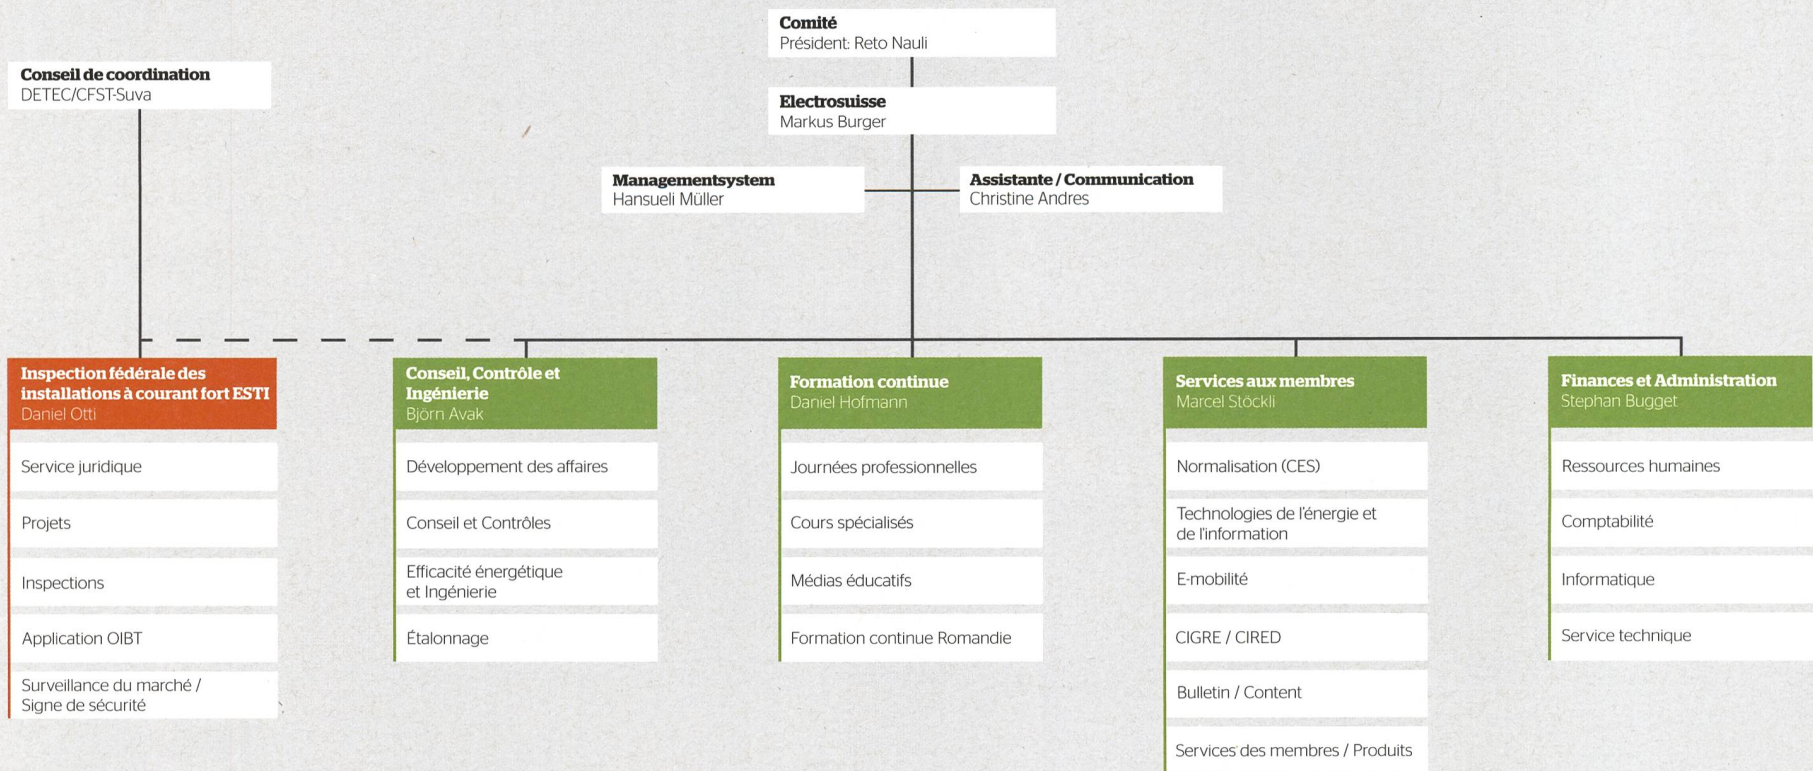 Comité
Président: Reto Nauli
Conseil de coordination
DETEC/CFST-Suva
Electrosuisse
Markus Burger
Managementsystem
Hansueli Müller
Assistante / Communication
Christine Andres
Inspection fédérale des
installations à courant fort ESTI
Daniel Otti
Service juridique
Projets
Inspections
Application OIBT
Surveillance du marché /
Signe de sécurité
Conseil, Contrôle et
Ingénierie
Björn Avak
Développement des affaires
Conseil et Contrôles
Efficacité énergétique
et Ingénierie
Étalonnage
Formation continue
Daniel Hofmann
Journées professionnelles
Cours spécialisés
Médias éducatifs
Formation continue Romandie
Services aux membres
Marcel Stöckli
Normalisation (CES)
Technologies de l'énergie et
de l'information
E-mobilité
CIGRE / CIRED
Bulletin / Content
Services des membres / Produits
Finances et Administration
Stephan Bugget
Ressources humaines
Comptabilité
Informatique
Service technique